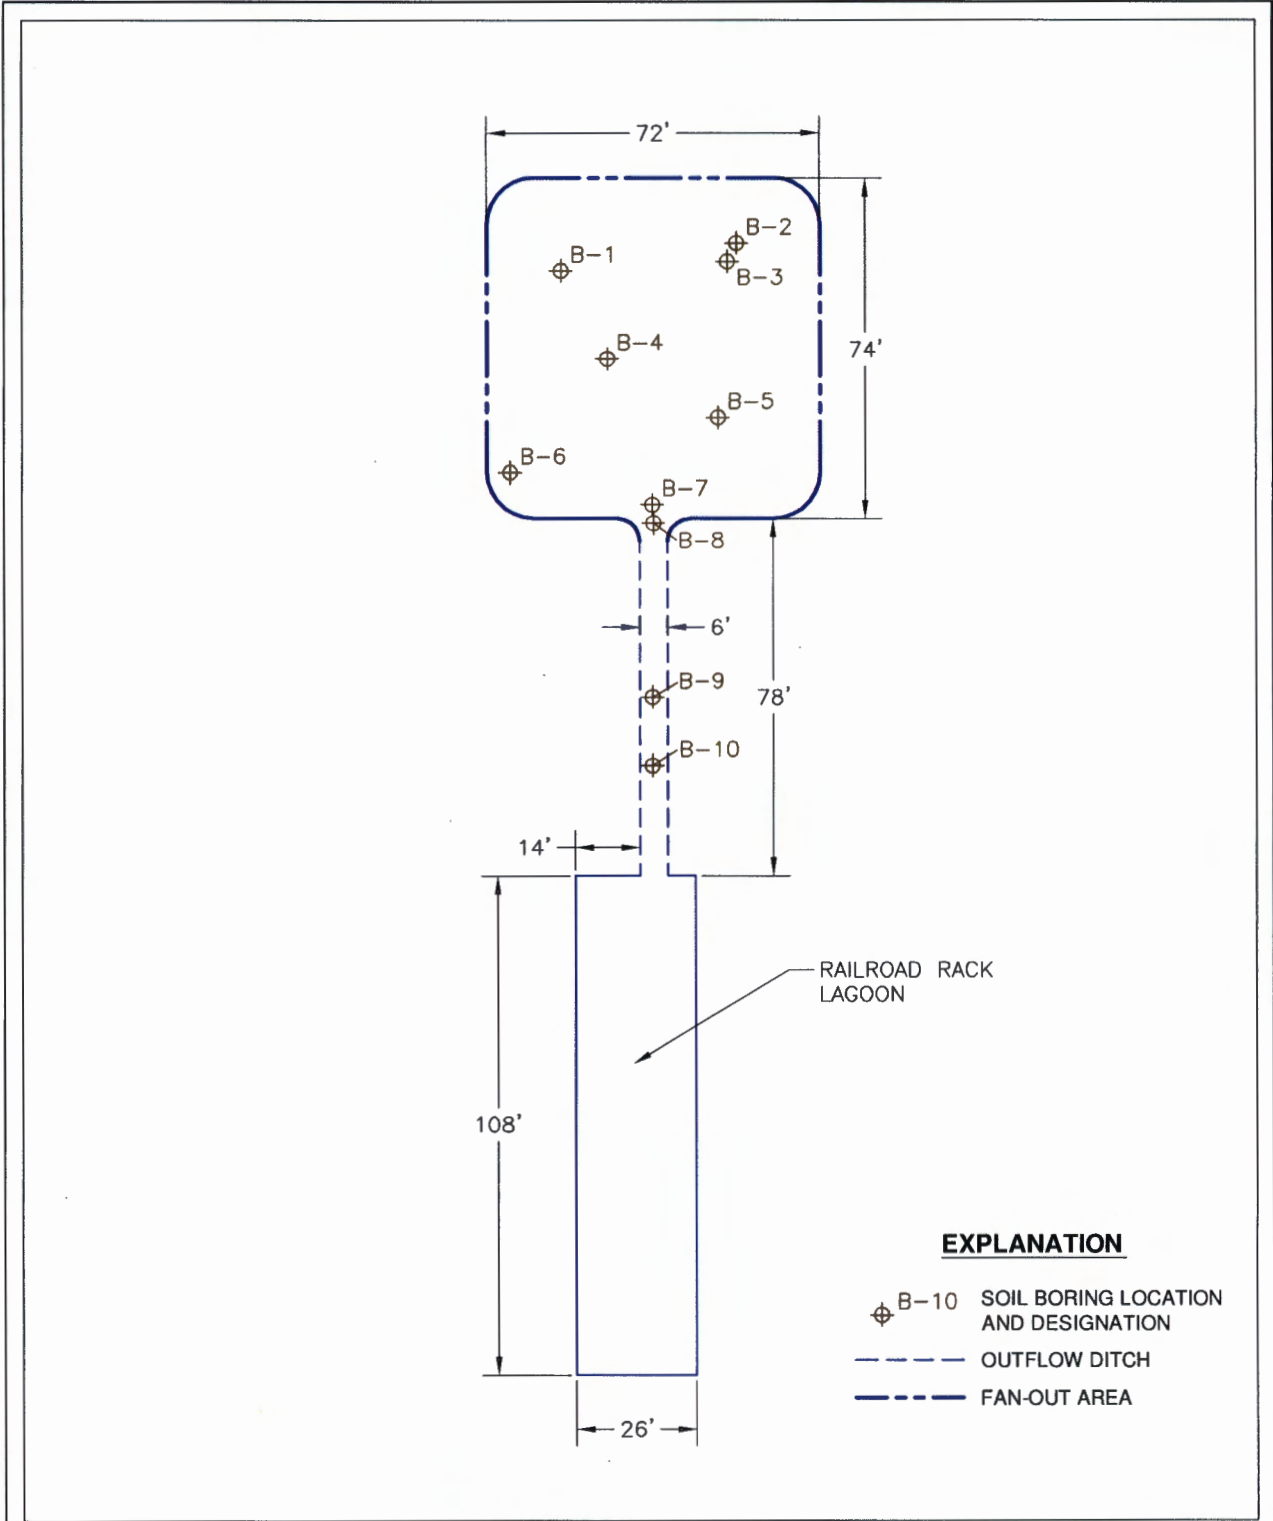 72'
B-2
B-1
B-3
B-4
74'
B-5
B-6
B-7
B-8
6'
B-9
78'
B-10
14'
RAILROAD RACK
LAGOON
108'
EXPLANATION
B-10 SOIL BORING LOCATION
AND DESIGNATION
OUTFLOW DITCH
FAN-OUT AREA
26'